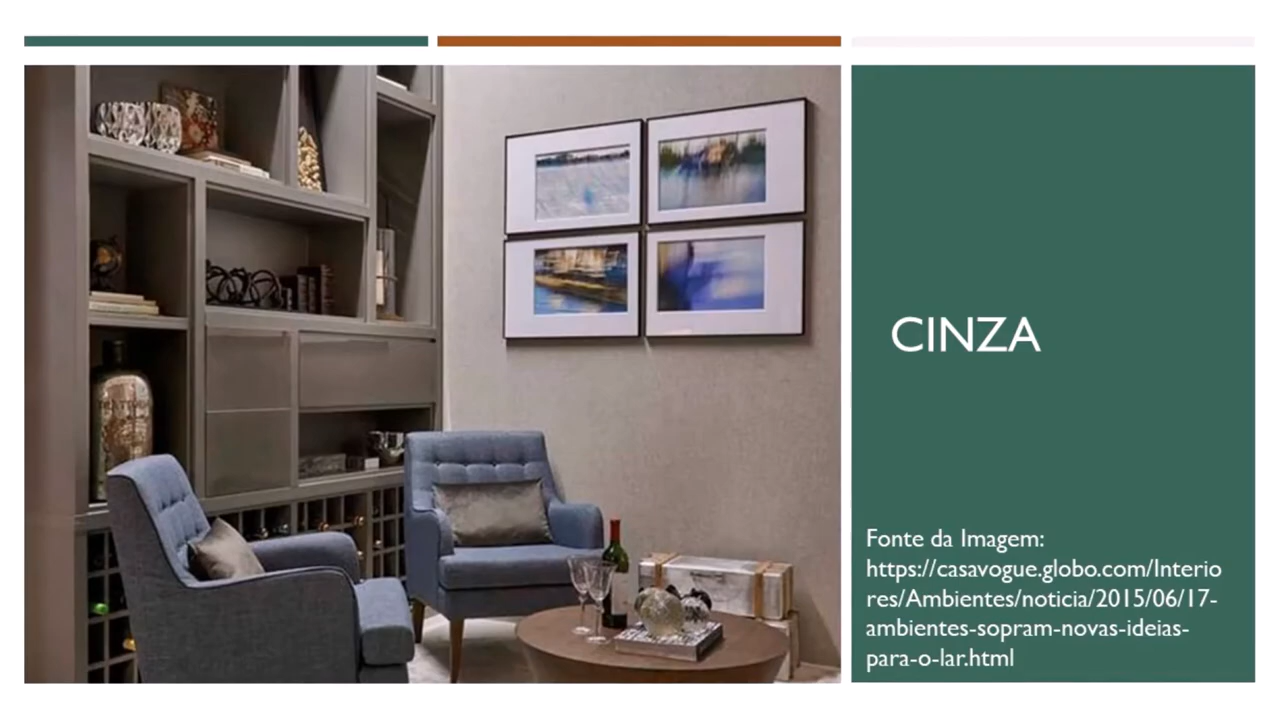 CINZA
Fonte da Imagem:
https://casavogue.globo.com/Interio
res/Ambientes/noticia/2015/06/17-
ambientes-sopram-novas-ideias-
para-o-lar.html